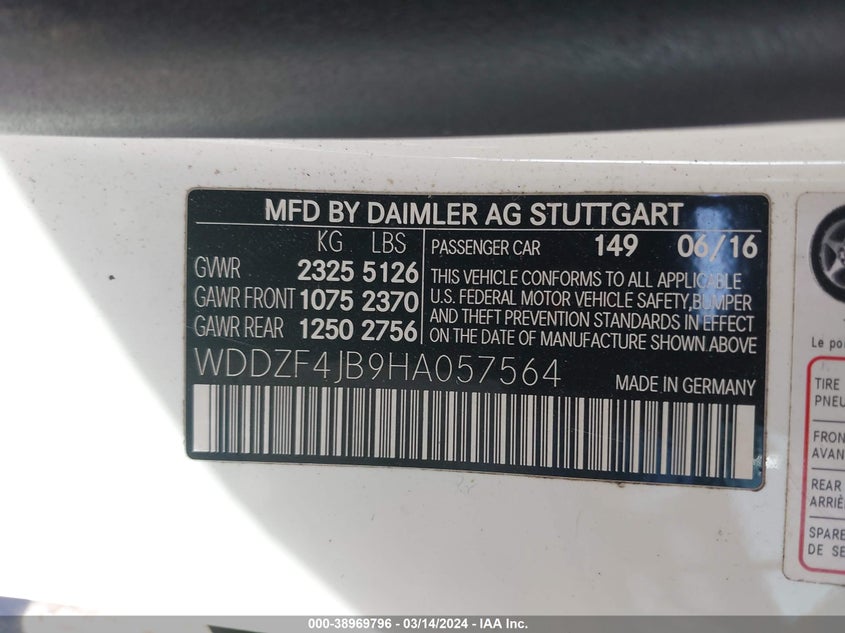 MFD BY DAIMLER AG STUTTGART
KG LBS
GVWR 2325 5126
GAWR FRONT 1075 2370
GAWR REAR 1250 2756
PASSENGER CAR 149 06/16
THIS VEHICLE CONFORMS TO ALL APPLICABLE
U.S. FEDERAL MOTOR VEHICLE SAFETY,BUMPER
AND THEFT PREVENTION STANDARDS IN EFFECT
ON THE DATE OF MANUFACTURE SHOWN ABOVE
WDDZF4JB9HA057564
MADE IN GERMANY
Le
TIRE
FRON
AVAN
REAR
ARRIÈ
SPARE
DE
000-38969796 - 03/14/2024 - IAA Inc.